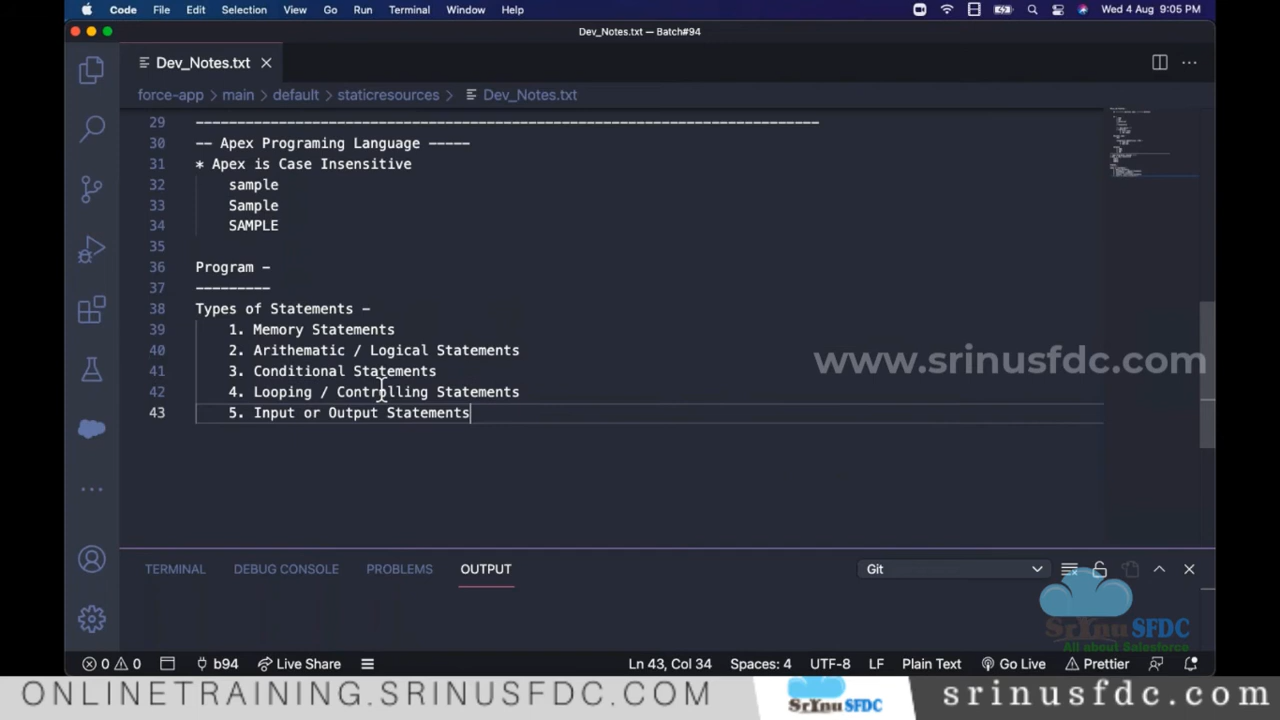 Code File Edit Selection View Go Run Terminal Window Help Wed 4 Aug 9:05 PM
Dev_Notes.txt — Batch#94
Dev_Notes.txt
force-app > main > default > staticresources > Dev_Notes.txt
29 ---------------------------------------------------------------------------
30 -- Apex Programing Language -----
31 * Apex is Case Insensitive
32 sample
33 Sample
34 SAMPLE
35
36 Program -
37 ---------
38 Types of Statements -
39 1. Memory Statements
40 2. Arithematic / Logical Statements
41 3. Conditional Statements
42 4. Looping / Controlling Statements
43 5. Input or Output Statements
www.srinusfdc.com
TERMINAL DEBUG CONSOLE PROBLEMS OUTPUT Git
SrInu SFDC
All about Salesforce
0 0 b94 Live Share Ln 43, Col 34 Spaces: 4 UTF-8 LF Plain Text Go Live Prettier
ONLINETRAINING.SRINUSFDC.COM SrInu SFDC srinusfdc.com